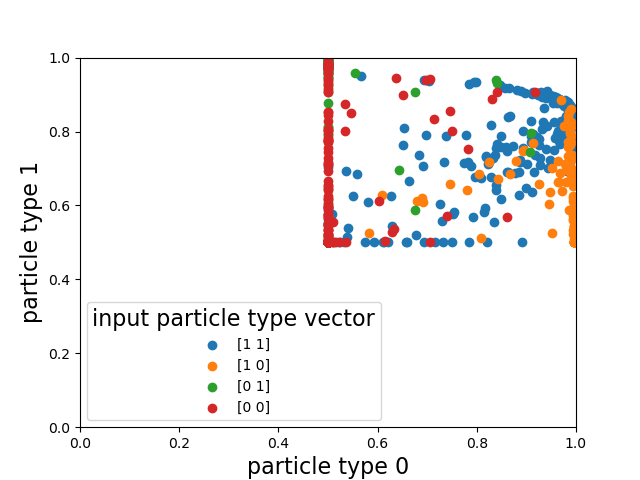 1.0
0.8
0.6
0.4
0.2
0.0
particle type 1
input particle type vector
[1 1]
[1 0]
[0 1]
[0 0]
0.0 0.2 0.4 0.6 0.8 1.0
particle type 0